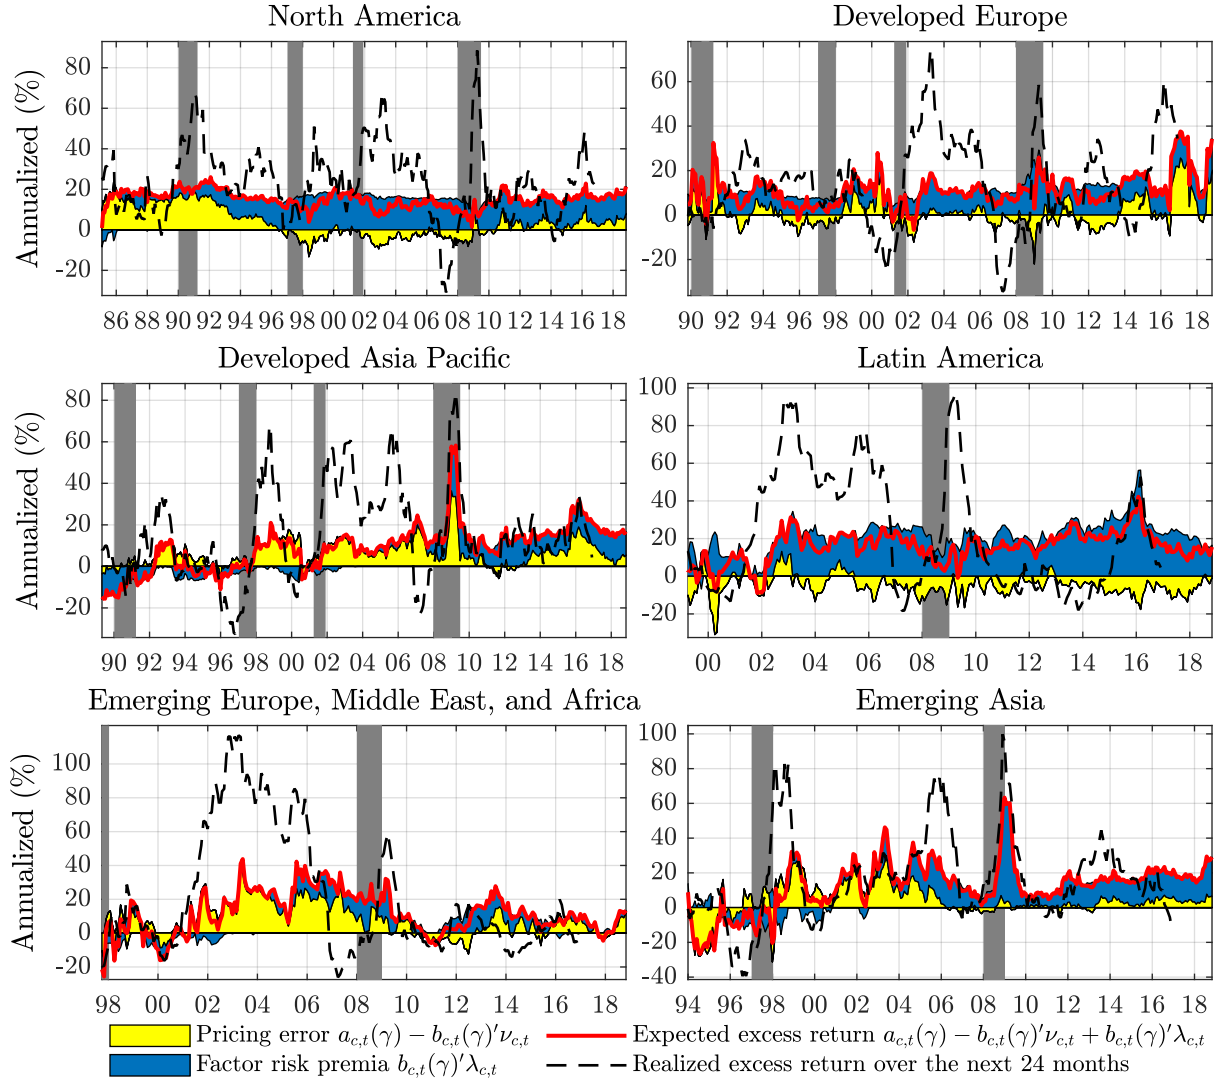 North America
Developed Europe
Annualized (%)
80
60
40
20
0
-20
60
40
20
0
-20
86 88 90 92 94 96 98 00 02 04 06 08 10 12 14 16 18
90 92 94 96 98 00 02 04 06 08 10 12 14 16 18
Developed Asia Pacific
Latin America
Annualized (%)
80
60
40
20
0
-20
100
80
60
40
20
0
-20
90 92 94 96 98 00 02 04 06 08 10 12 14 16 18
00 02 04 06 08 10 12 14 16 18
Emerging Europe, Middle East, and Africa
Emerging Asia
Annualized (%)
100
80
60
40
20
0
-20
100
80
60
40
20
0
-20
-40
98 00 02 04 06 08 10 12 14 16 18
94 96 98 00 02 04 06 08 10 12 14 16 18
Pricing error a_{c,t}(γ) − b_{c,t}(γ)′ν_{c,t}
Expected excess return a_{c,t}(γ) − b_{c,t}(γ)′ν_{c,t} + b_{c,t}(γ)′λ_{c,t}
Factor risk premia b_{c,t}(γ)′λ_{c,t}
Realized excess return over the next 24 months